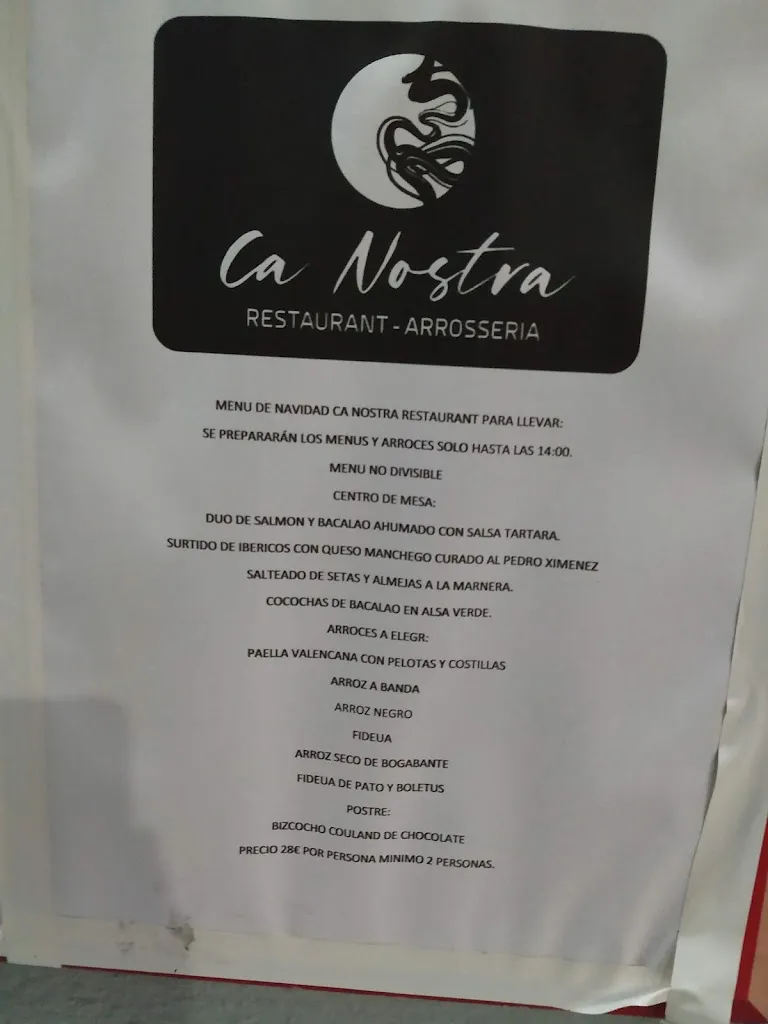 Ca Nostra
RESTAURANT - ARROSSERIA
MENU DE NAVIDAD CA NOSTRA RESTAURANT PARA LLEVAR:
SE PREPARARÁN LOS MENUS Y ARROCES SOLO HASTA LAS 14:00.
MENU NO DIVISIBLE
CENTRO DE MESA:
DUO DE SALMON Y BACALAO AHUMADO CON SALSA TARTARA.
SURTIDO DE IBERICOS CON QUESO MANCHEGO CURADO AL PEDRO XIMENEZ
SALTEADO DE SETAS Y ALMEJAS A LA MARNERA.
COCOCHAS DE BACALAO EN ALSA VERDE.
ARROCES A ELEGR:
PAELLA VALENCANA CON PELOTAS Y COSTILLAS
ARROZ A BANDA
ARROZ NEGRO
FIDEUA
ARROZ SECO DE BOGABANTE
FIDEUA DE PATO Y BOLETUS
POSTRE:
BIZCOCHO COULAND DE CHOCOLATE
PRECIO 28€ POR PERSONA MINIMO 2 PERSONAS.